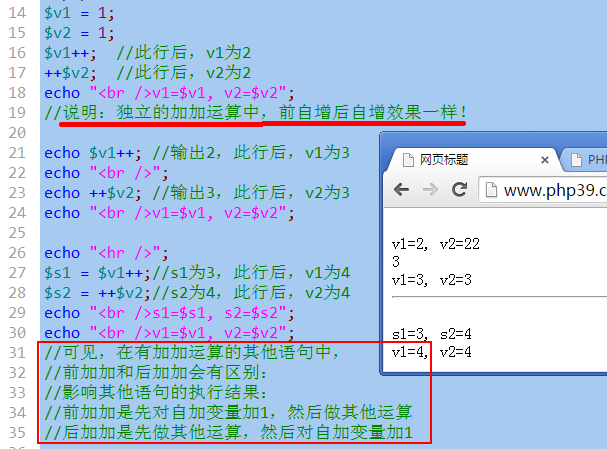 14 $v1 = 1;
15 $v2 = 1;
16 $v1++;  //此行后，v1为2
17 ++$v2;  //此行后，v2为2
18 echo "<br />v1=$v1, v2=$v2";
19 //说明：独立的加加运算中，前自增后自增效果一样！
20
21 echo $v1++; //输出2，此行后，v1为3
22 echo "<br />";
23 echo ++$v2; //输出3，此行后，v2为3
24 echo "<br />v1=$v1, v2=$v2";
25
26 echo "<hr />";
27 $s1 = $v1++;//s1为3，此行后，v1为4
28 $s2 = ++$v2;//s2为4，此行后，v2为4
29 echo "<br />s1=$s1, s2=$s2";
30 echo "<br />v1=$v1, v2=$v2";
31 //可见，在有加加运算的其他语句中，
32 //前加加和后加加会有区别：
33 //影响其他语句的执行结果：
34 //前加加是先对自加变量加1，然后做其他运算
35 //后加加是先做其他运算，然后对自加变量加1
网页标题
PH
www.php39.c
v1=2, v2=22
3
v1=3, v2=3
s1=3, s2=4
v1=4, v2=4